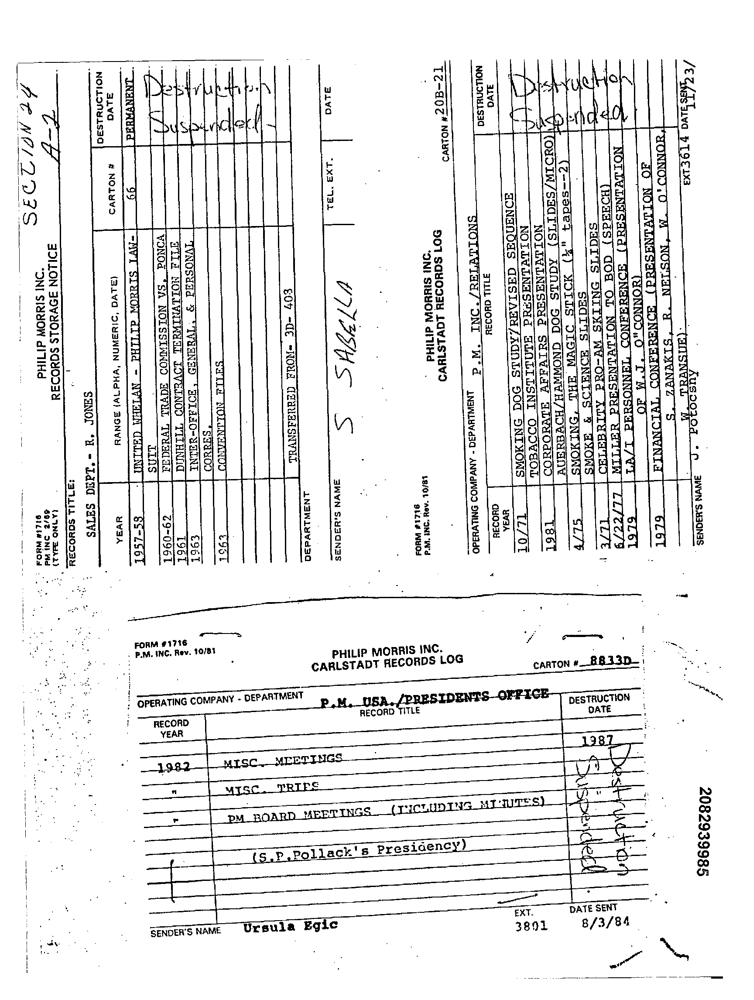 SECTION 24
A-2
FORM #1716
PM INC 2/69
(TYPE ONLY)
PHILIP MORRIS INC.
RECORDS STORAGE NOTICE
RECORDS TITLE:
SALES DEPT.- R. JONES
YEAR RANGE (ALPHA, NUMERIC, DATE) CARTON # DESTRUCTION DATE
1957-58 UNITED WHELAN - PHILIP MORRIS LAW- 66 PERMANENT
SUIT
1960-62 FEDERAL TRADE COMMISSION VS. PONCA
1961 DUNHILL CONTRACT TERMINATION FILE
1963 INTER-OFFICE, GENERAL, & PERSONAL
CORRES.
1963 CONVENTION FILES
Destruction
Suspended
TRANSFERRED FROM- 3D- 403
DEPARTMENT
SENDER'S NAME S SABELLA TEL. EXT. DATE
FORM #1716
P.M. INC. Rev. 10/81
PHILIP MORRIS INC.
CARLSTADT RECORDS LOG
CARTON # 20B-21
OPERATING COMPANY - DEPARTMENT P.M. INC./RELATIONS
RECORD YEAR RECORD TITLE DESTRUCTION DATE
10/71 SMOKING DOG STUDY/REVISED SEQUENCE
TOBACCO INSTITUTE PRESENTATION
1981 CORPORATE AFFAIRS PRESENTATION
AUERBACH/HAMMOND DOG STUDY (SLIDES/MICRO)
4/75 SMOKING, THE MAGIC STICK (¼" tapes--2)
SMOKE & SCIENCE SLIDES
3/71 CELEBRITY PRO-AM SKIING SLIDES
6/22/77 MILLER PRESENTATION TO BOD (SPEECH)
1979 LA/I PERSONNEL CONFERENCE (PRESENTATION
OF W.J. O"CONNOR)
1979 FINANCIAL CONFERENCE (PRESENTATION OF
S. ZANAKIS, R. NELSON, W. O'CONNOR,
W. TRANSUE)
Destruction
Suspended
SENDER'S NAME J. Potocsny EXT 3614 DATE SENT 11/23/
FORM #1716
P.M. INC. Rev. 10/81
PHILIP MORRIS INC.
CARLSTADT RECORDS LOG
CARTON # 8833D
OPERATING COMPANY - DEPARTMENT P.M. USA./PRESIDENTS OFFICE
RECORD YEAR RECORD TITLE DESTRUCTION DATE
1987
1982 MISC. MEETINGS
" MISC. TRIPS
" PM BOARD MEETINGS (INCLUDING MINUTES)
(S.P.Pollack's Presidency)
Destruction
Suspended
SENDER'S NAME Ursula Egic EXT. 3801 DATE SENT 8/3/84
2082939985